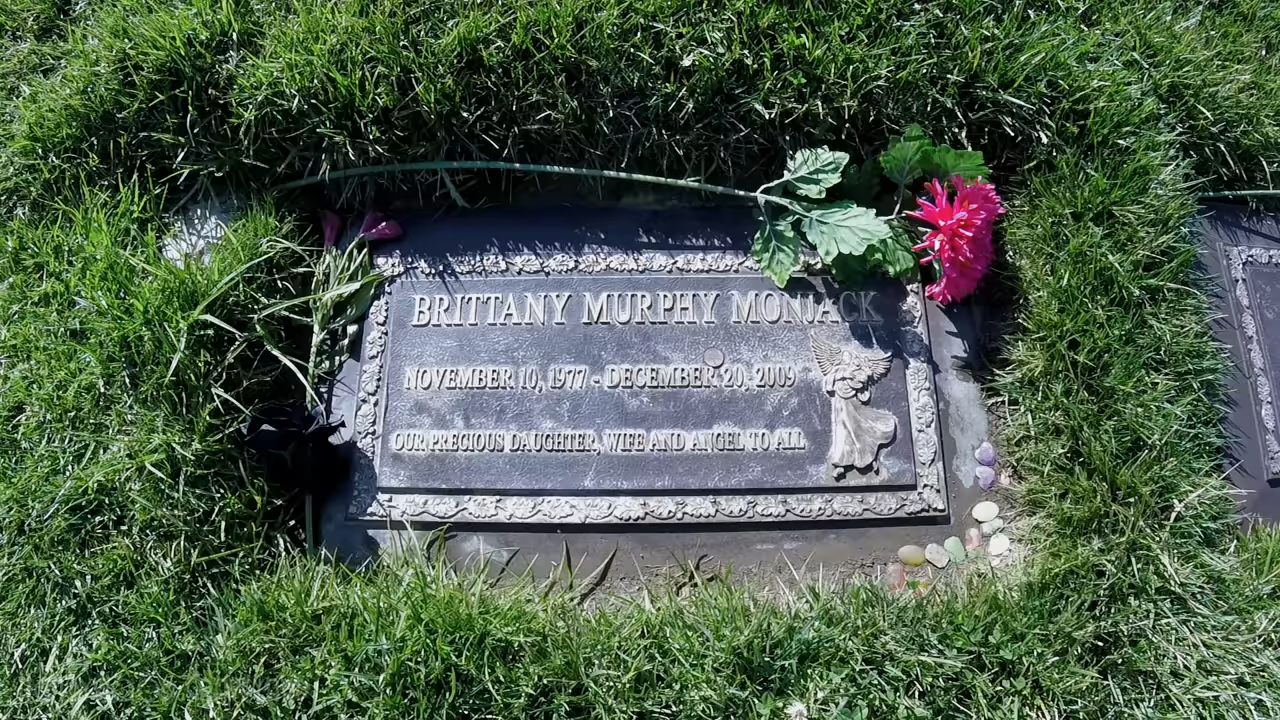 BRITTANY MURPHY MONJACK
NOVEMBER 10, 1977 - DECEMBER 20, 2009
OUR PRECIOUS DAUGHTER, WIFE AND ANGEL TO ALL